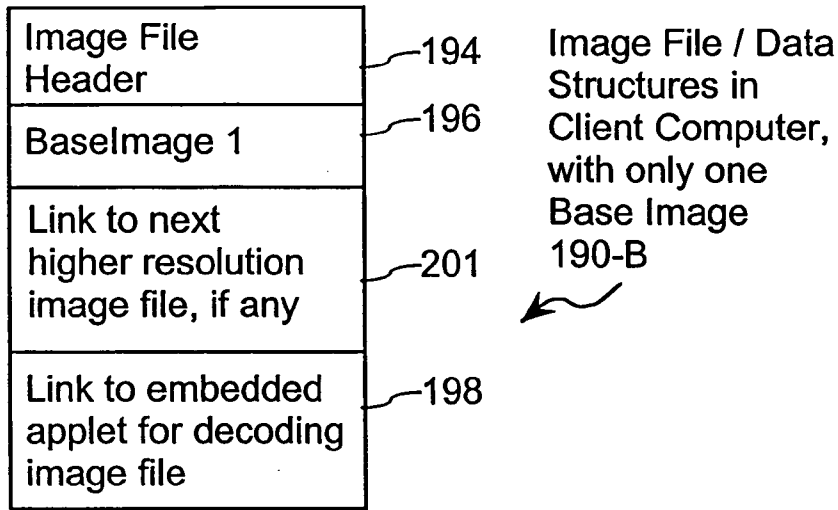 Image File
Header
194
BaseImage 1
196
Link to next
higher resolution
image file, if any
201
Link to embedded
applet for decoding
image file
198
Image File / Data
Structures in
Client Computer,
with only one
Base Image
190-B